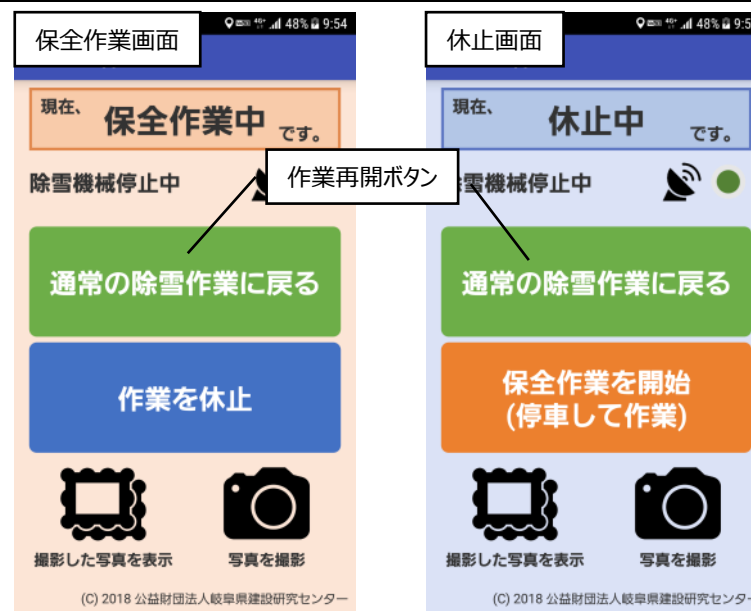 保全作業画面
48% 9:54
現在、
保全作業中
です。
除雪機械停止中
作業再開ボタン
通常の除雪作業に戻る
作業を休止
撮影した写真を表示
写真を撮影
(C) 2018 公益財団法人岐阜県建設研究センター
休止画面
48% 9:5
現在、
休止中
です。
雪機械停止中
通常の除雪作業に戻る
保全作業を開始
(停車して作業)
撮影した写真を表示
写真を撮影
(C) 2018 公益財団法人岐阜県建設研究センター